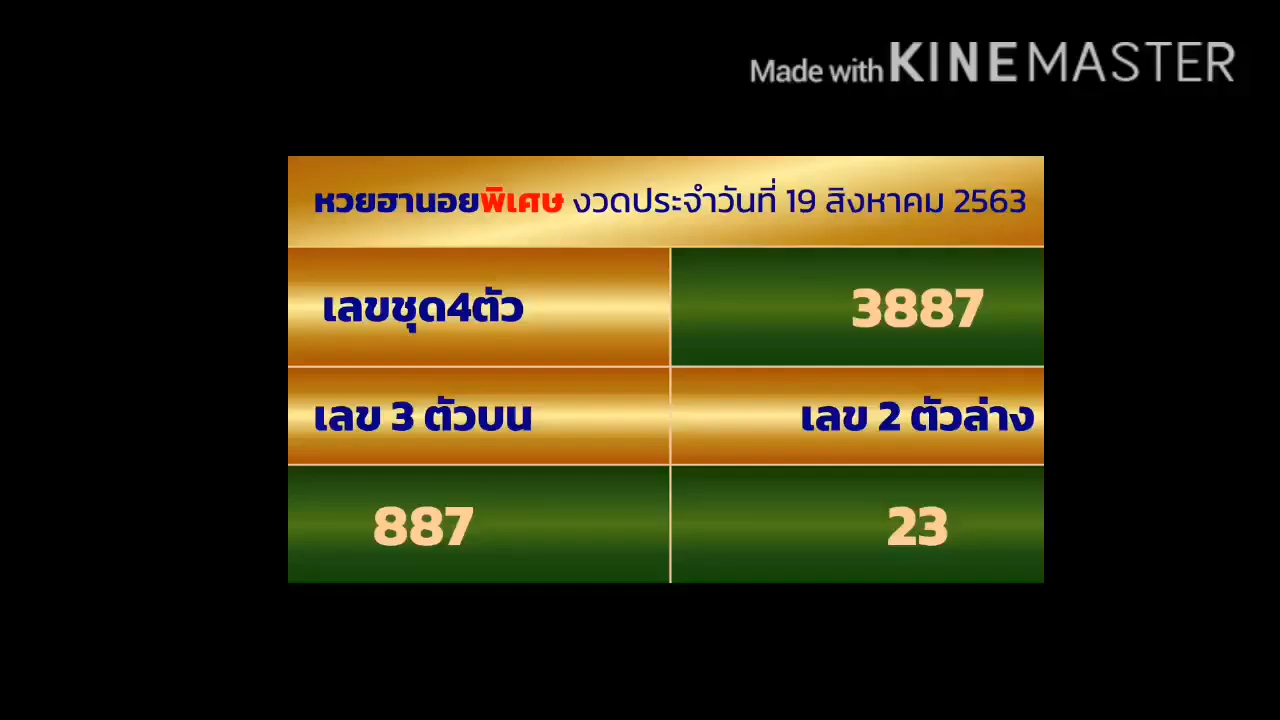 Made with KINEMASTER
หวยฮานอยพิเศษ งวดประจำวันที่ 19 สิงหาคม 2563
เลขชุด4ตัว 3887
เลข 3 ตัวบน เลข 2 ตัวล่าง
887 23